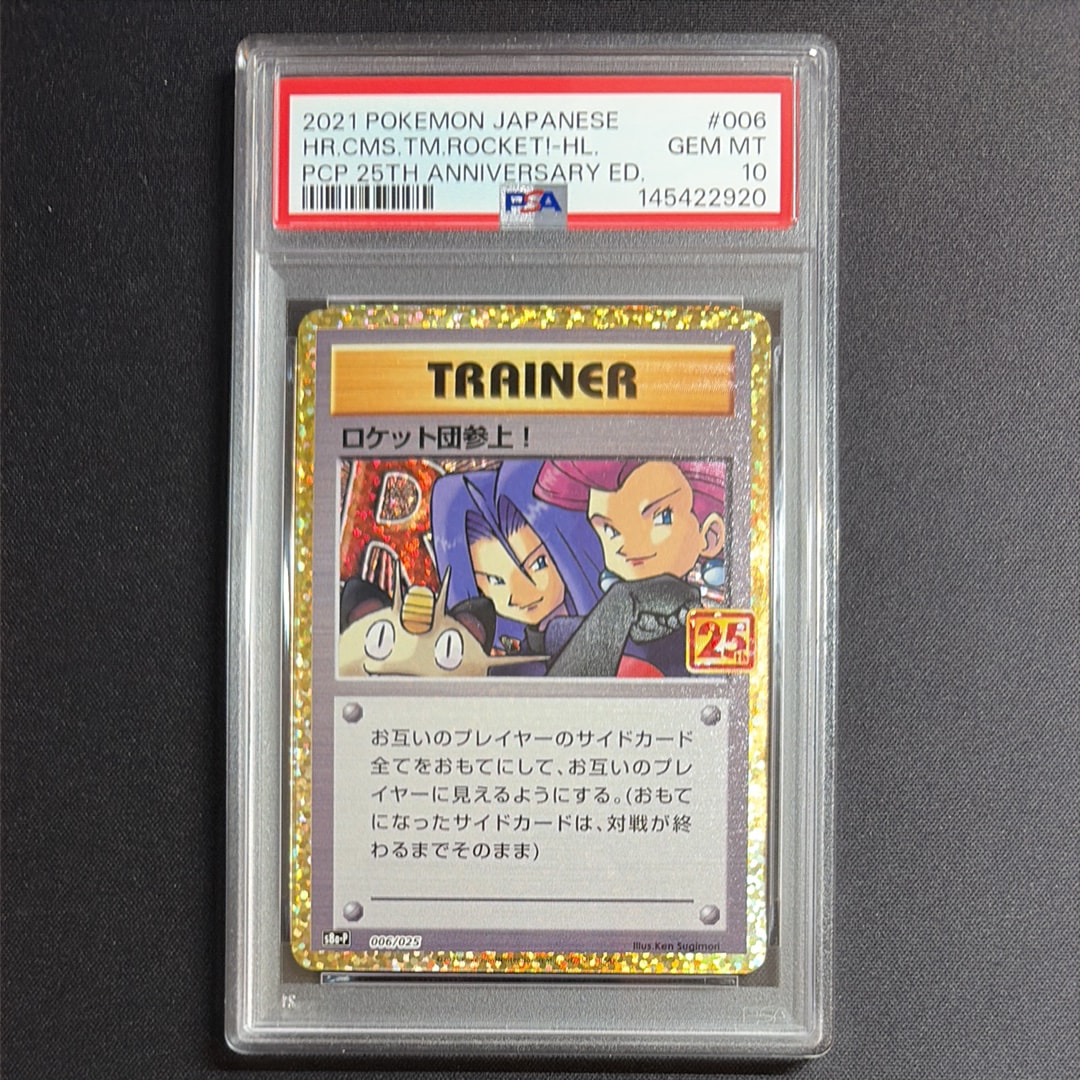 2021 POKEMON JAPANESE #006
HR.CMS.TM.ROCKET!-HL. GEM MT
PCP 25TH ANNIVERSARY ED. 10
PSA 145422920
TRAINER
ロケット団参上!
25th
お互いのプレイヤーのサイドカード
全てをおもてにして、お互いのプレ
イヤーに見えるようにする。(おもて
になったサイドカードは、対戦が終
わるまでそのまま)
s8a-P 006/025 Illus.Ken Sugimori
PSA